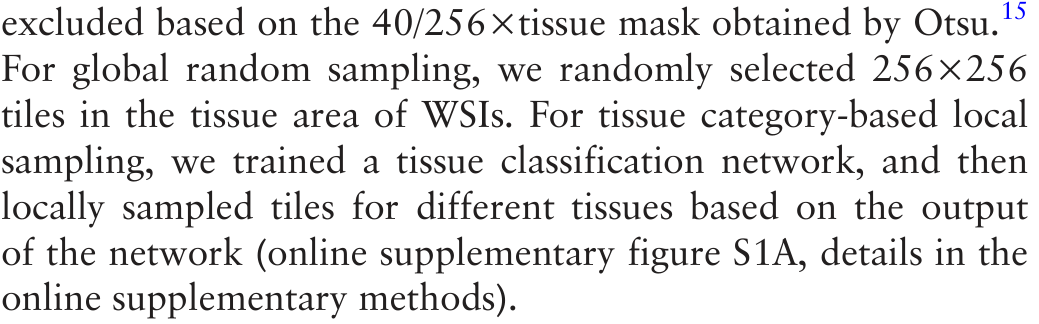 excluded based on the 40/256×tissue mask obtained by Otsu.15
For global random sampling, we randomly selected 256×256
tiles in the tissue area of WSIs. For tissue category-based local
sampling, we trained a tissue classification network, and then
locally sampled tiles for different tissues based on the output
of the network (online supplementary figure S1A, details in the
online supplementary methods).